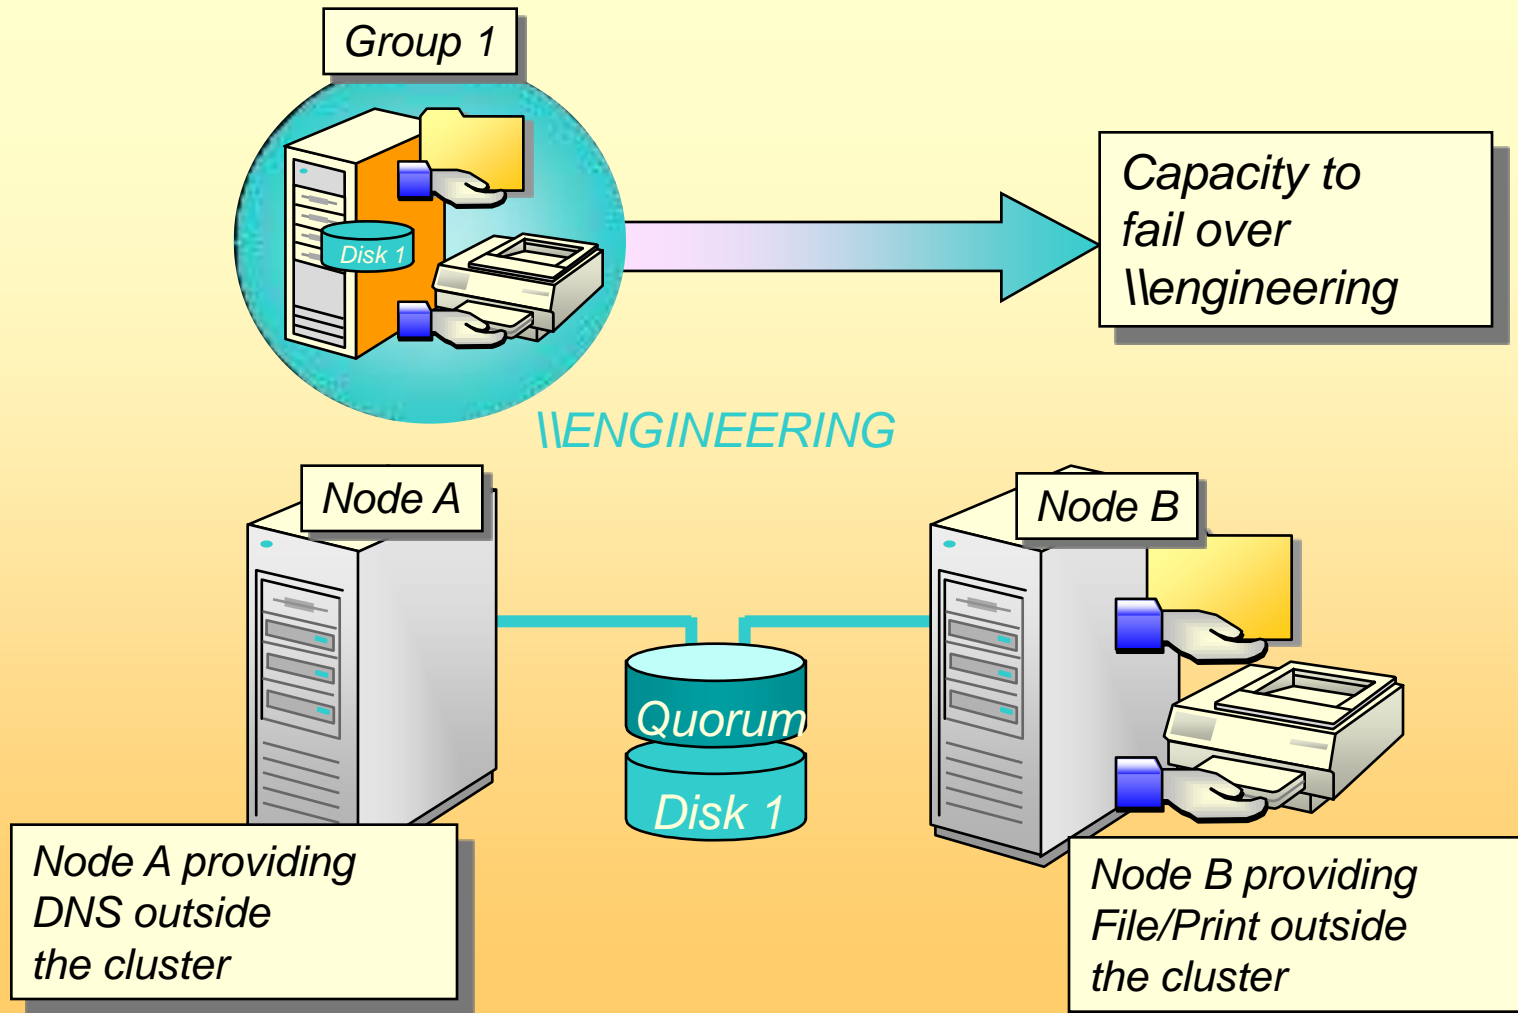 Group 1
Disk 1
Capacity to
fail over
\\engineering
\\ENGINEERING
Node A
Node B
Quorum
Disk 1
Node A providing
DNS outside
the cluster
Node B providing
File/Print outside
the cluster